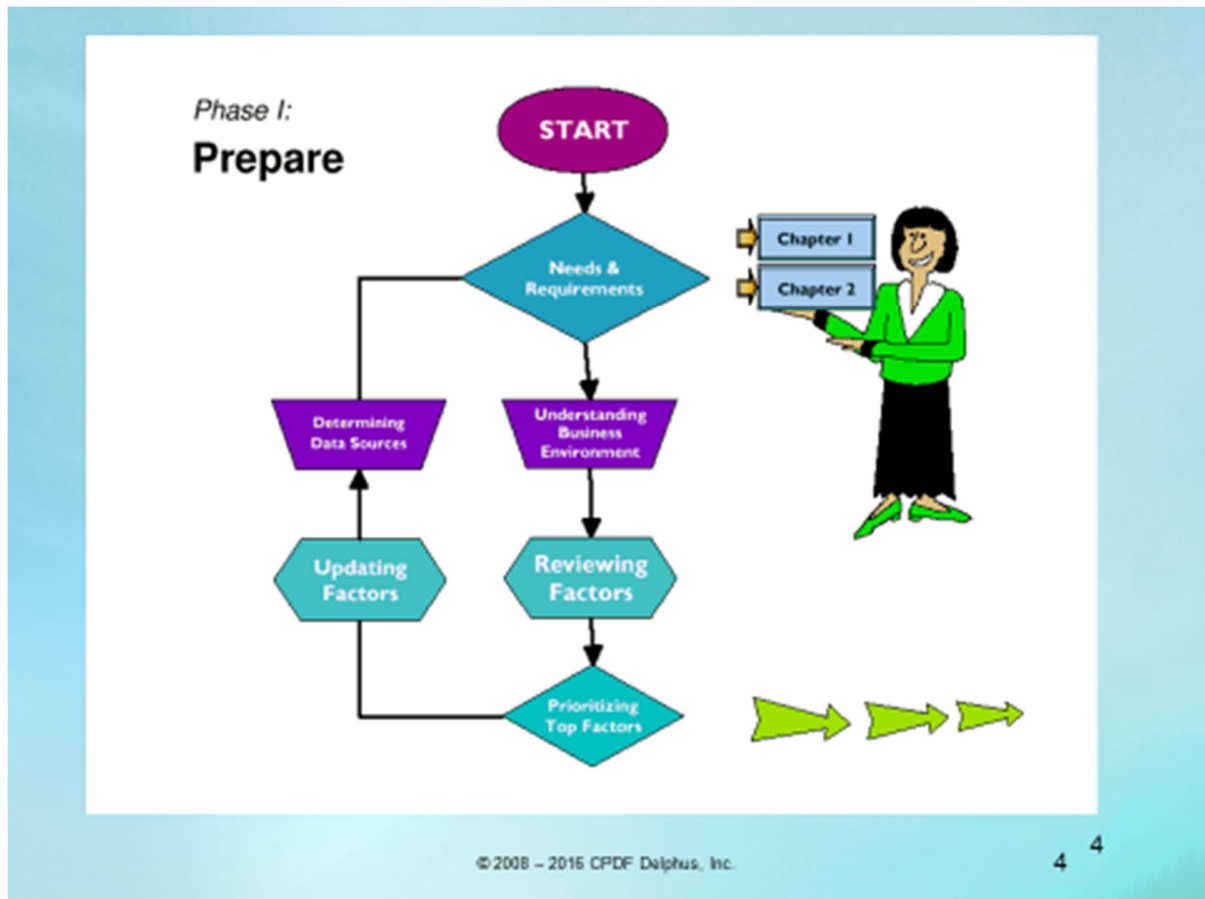 Phase I:
Prepare
START
Needs &
Requirements
Chapter 1
Chapter 2
Determining
Data Sources
Understanding
Business
Environment
Updating
Factors
Reviewing
Factors
Prioritizing
Top Factors
© 2008 – 2016 CPDF Delphus, Inc.
4
4